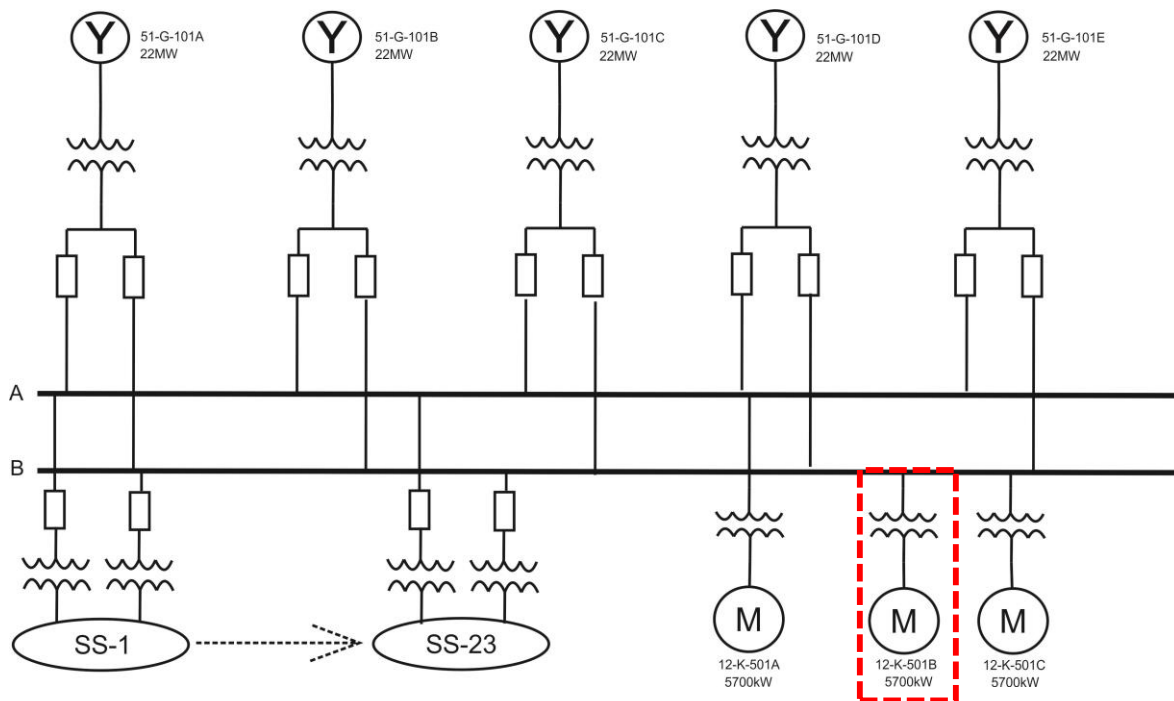 Y
51-G-101A
22MW
Y
51-G-101B
22MW
Y
51-G-101C
22MW
Y
51-G-101D
22MW
Y
51-G-101E
22MW
A
B
SS-1
SS-23
M
12-K-501A
5700kW
M
12-K-501B
5700kW
M
12-K-501C
5700kW